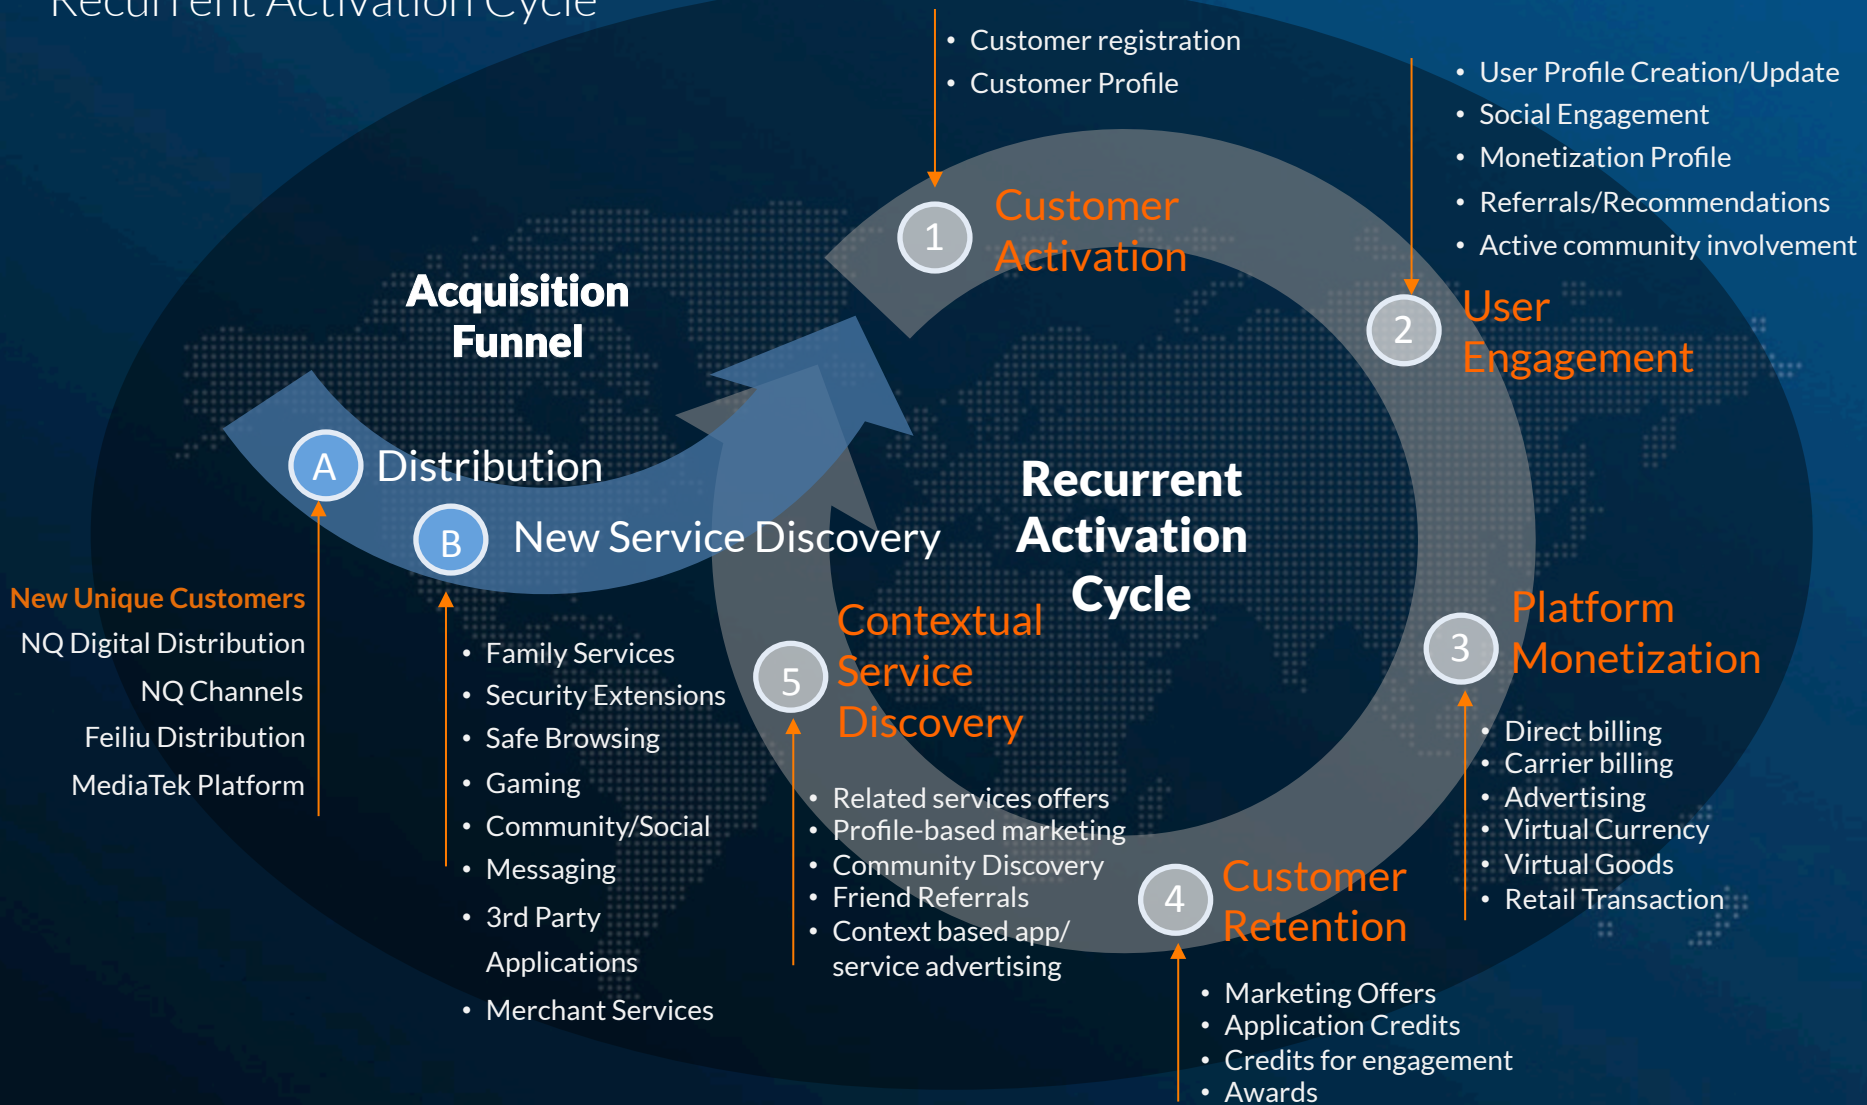 Recurrent Activation Cycle
• Customer registration
• Customer Profile
• User Profile Creation/Update
• Social Engagement
• Monetization Profile
• Referrals/Recommendations
• Active community involvement
1
Customer
Activation
2
User
Engagement
Acquisition
Funnel
A
Distribution
B
New Service Discovery
Recurrent
Activation
Cycle
New Unique Customers
NQ Digital Distribution
NQ Channels
Feiliu Distribution
MediaTek Platform
• Family Services
• Security Extensions
• Safe Browsing
• Gaming
• Community/Social
• Messaging
• 3rd Party
Applications
• Merchant Services
5
Contextual
Service
Discovery
• Related services offers
• Profile-based marketing
• Community Discovery
• Friend Referrals
• Context based app/
service advertising
3
Platform
Monetization
• Direct billing
• Carrier billing
• Advertising
• Virtual Currency
• Virtual Goods
• Retail Transaction
4
Customer
Retention
• Marketing Offers
• Application Credits
• Credits for engagement
• Awards